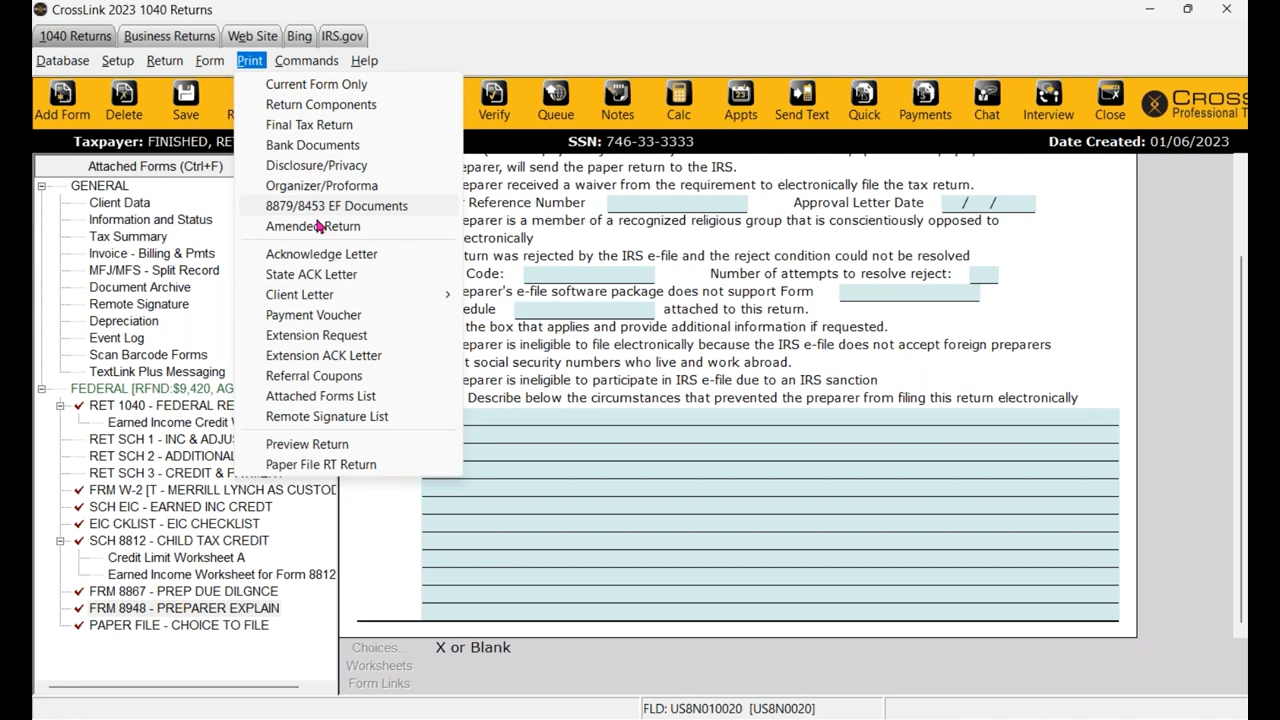 CrossLink 2023 1040 Returns
1040 Returns Business Returns Web Site Bing IRS.gov
Database Setup Return Form Print Commands Help
Add Form Delete Save Verify Queue Notes Calc Appts Send Text Quick Payments Chat Interview Close CROSS
Professional T
Taxpayer: FINISHED, RE SSN: 746-33-3333 Date Created: 01/06/2023
Attached Forms (Ctrl+F)
GENERAL
Client Data
Information and Status
Tax Summary
Invoice - Billing & Pmts
MFJ/MFS - Split Record
Document Archive
Remote Signature
Depreciation
Event Log
Scan Barcode Forms
TextLink Plus Messaging
FEDERAL [RFND:$9,420, AG
RET 1040 - FEDERAL RE
Earned Income Credit
RET SCH 1 - INC & ADJU
RET SCH 2 - ADDITIONAL
RET SCH 3 - CREDIT & PAYMENT
FRM W-2 [T - MERRILL LYNCH AS CUSTOD
SCH EIC - EARNED INC CREDT
EIC CKLIST - EIC CHECKLIST
SCH 8812 - CHILD TAX CREDIT
Credit Limit Worksheet A
Earned Income Worksheet for Form 8812
FRM 8867 - PREP DUE DILGNCE
FRM 8948 - PREPARER EXPLAIN
PAPER FILE - CHOICE TO FILE
Current Form Only
Return Components
Final Tax Return
Bank Documents
Disclosure/Privacy
Organizer/Proforma
8879/8453 EF Documents
Amended Return
Acknowledge Letter
State ACK Letter
Client Letter
Payment Voucher
Extension Request
Extension ACK Letter
Referral Coupons
Attached Forms List
Remote Signature List
Preview Return
Paper File RT Return
eparer, will send the paper return to the IRS.
eparer received a waiver from the requirement to electronically file the tax return.
Reference Number Approval Letter Date / /
eparer is a member of a recognized religious group that is conscientiously opposed to
ectronically
turn was rejected by the IRS e-file and the reject condition could not be resolved
Code: Number of attempts to resolve reject:
eparer's e-file software package does not support Form
edule attached to this return.
the box that applies and provide additional information if requested.
eparer is ineligible to file electronically because the IRS e-file does not accept foreign preparers
t social security numbers who live and work abroad.
eparer is ineligible to participate in IRS e-file due to an IRS sanction
Describe below the circumstances that prevented the preparer from filing this return electronically
Choices... X or Blank
Worksheets
Form Links
FLD: US8N010020 [US8N0020]